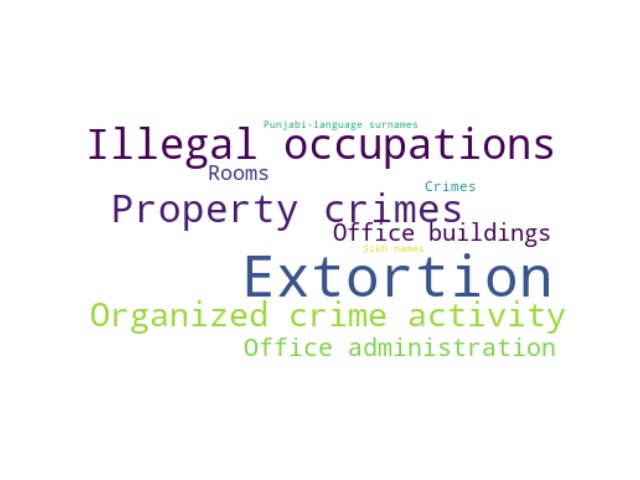 Punjabi-language surnames
Illegal occupations
Rooms
Crimes
Property crimes
Office buildings
Sikh names
Extortion
Organized crime activity
Office administration